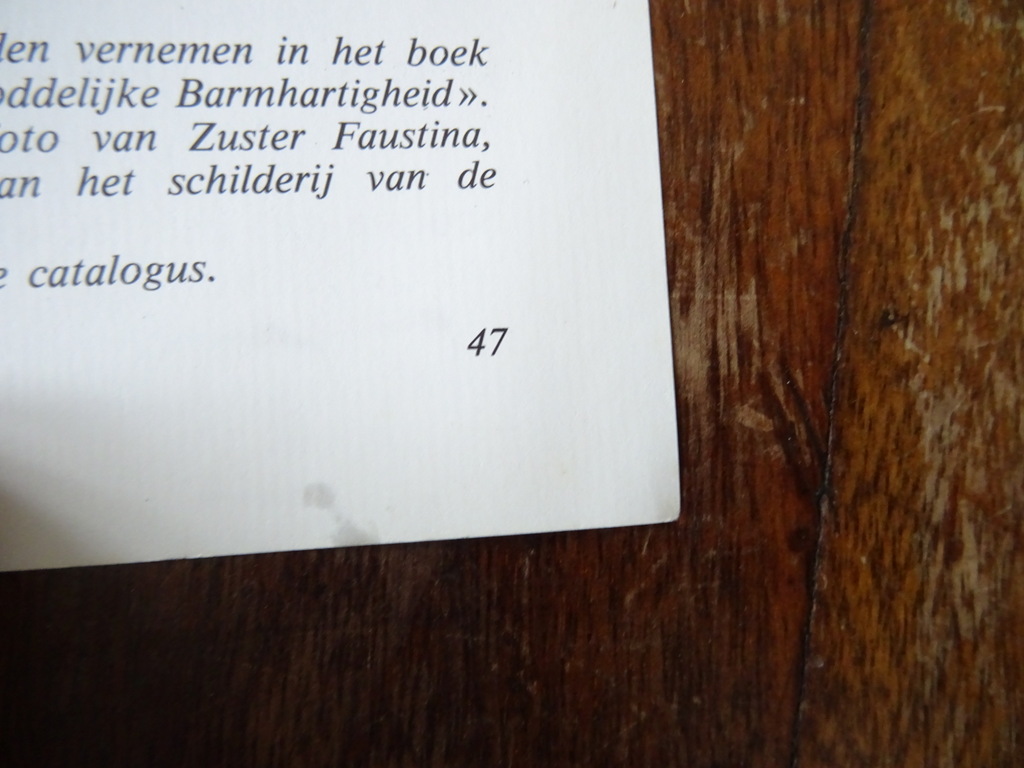 vernemen in het boek
Barmhartigheid».
van Zuster Faustina,
het schilderij van de
catalogus.
47